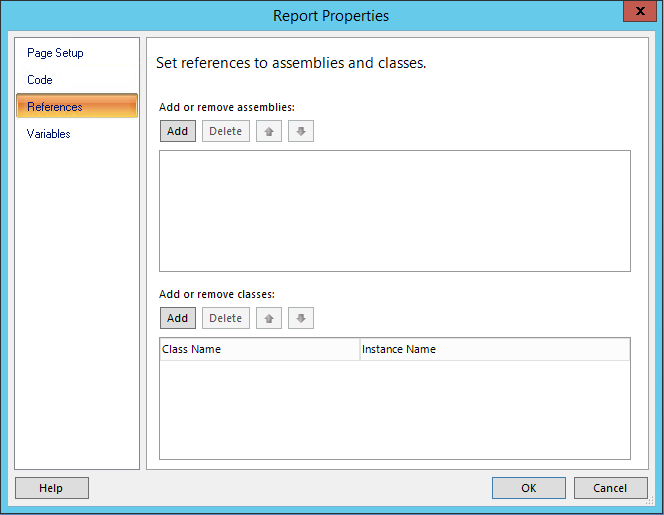 Report Properties
Page Setup
Code
References
Variables
Set references to assemblies and classes.
Add or remove assemblies:
Add Delete
Add or remove classes:
Add Delete
Class Name Instance Name
Help OK Cancel